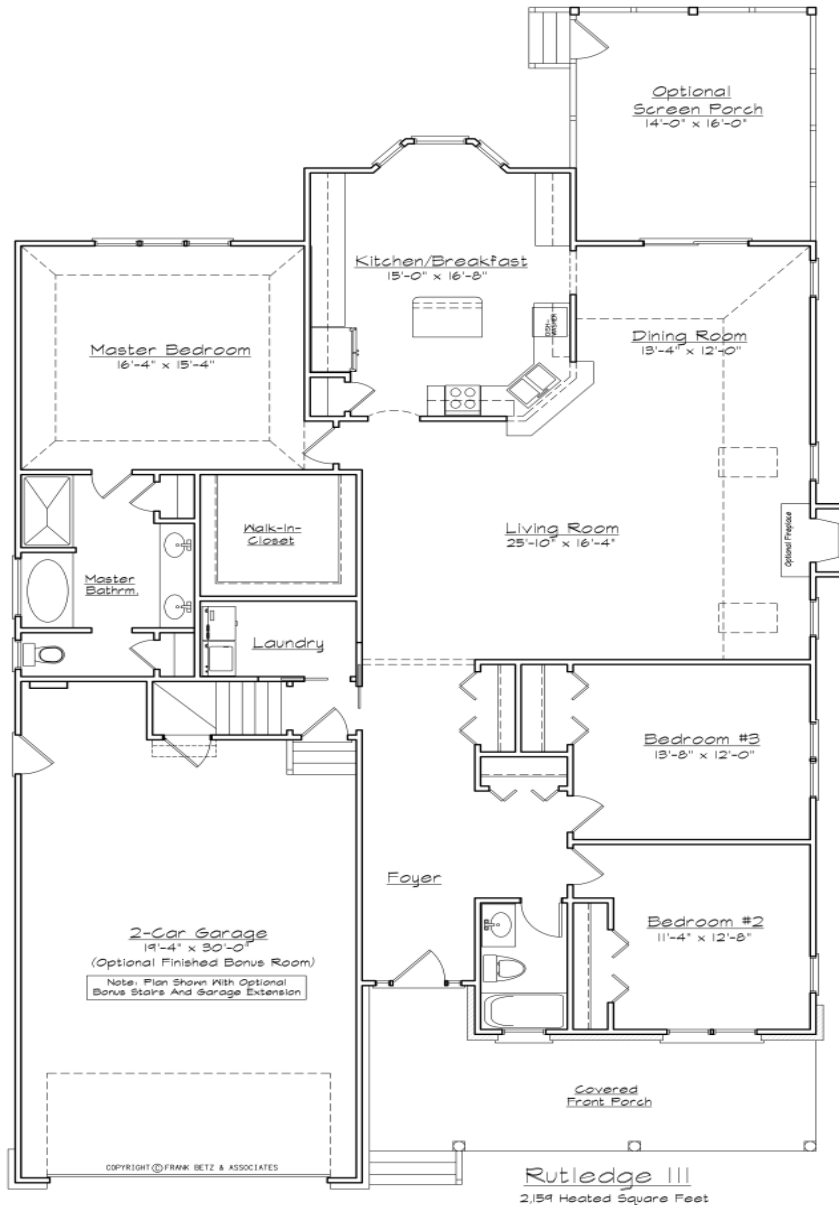 Optional
Screen Porch
14'-0" x 16'-0"
Kitchen/Breakfast
15'-0" x 16'-8"
DISH-
WASHER
Master Bedroom
16'-4" x 15'-4"
Dining Room
13'-4" x 12'-0"
Walk-In-
Closet
Living Room
25'-10" x 16'-4"
Optional Fireplace
Master
Bathrm.
Laundry
Bedroom #3
13'-8" x 12'-0"
Foyer
Bedroom #2
11'-4" x 12'-8"
2-Car Garage
19'-4" x 30'-0"
(Optional Finished Bonus Room)
Note: Plan Shown With Optional
Bonus Stairs And Garage Extension
Covered
Front Porch
COPYRIGHT © FRANK BETZ & ASSOCIATES
Rutledge III
2,159 Heated Square Feet